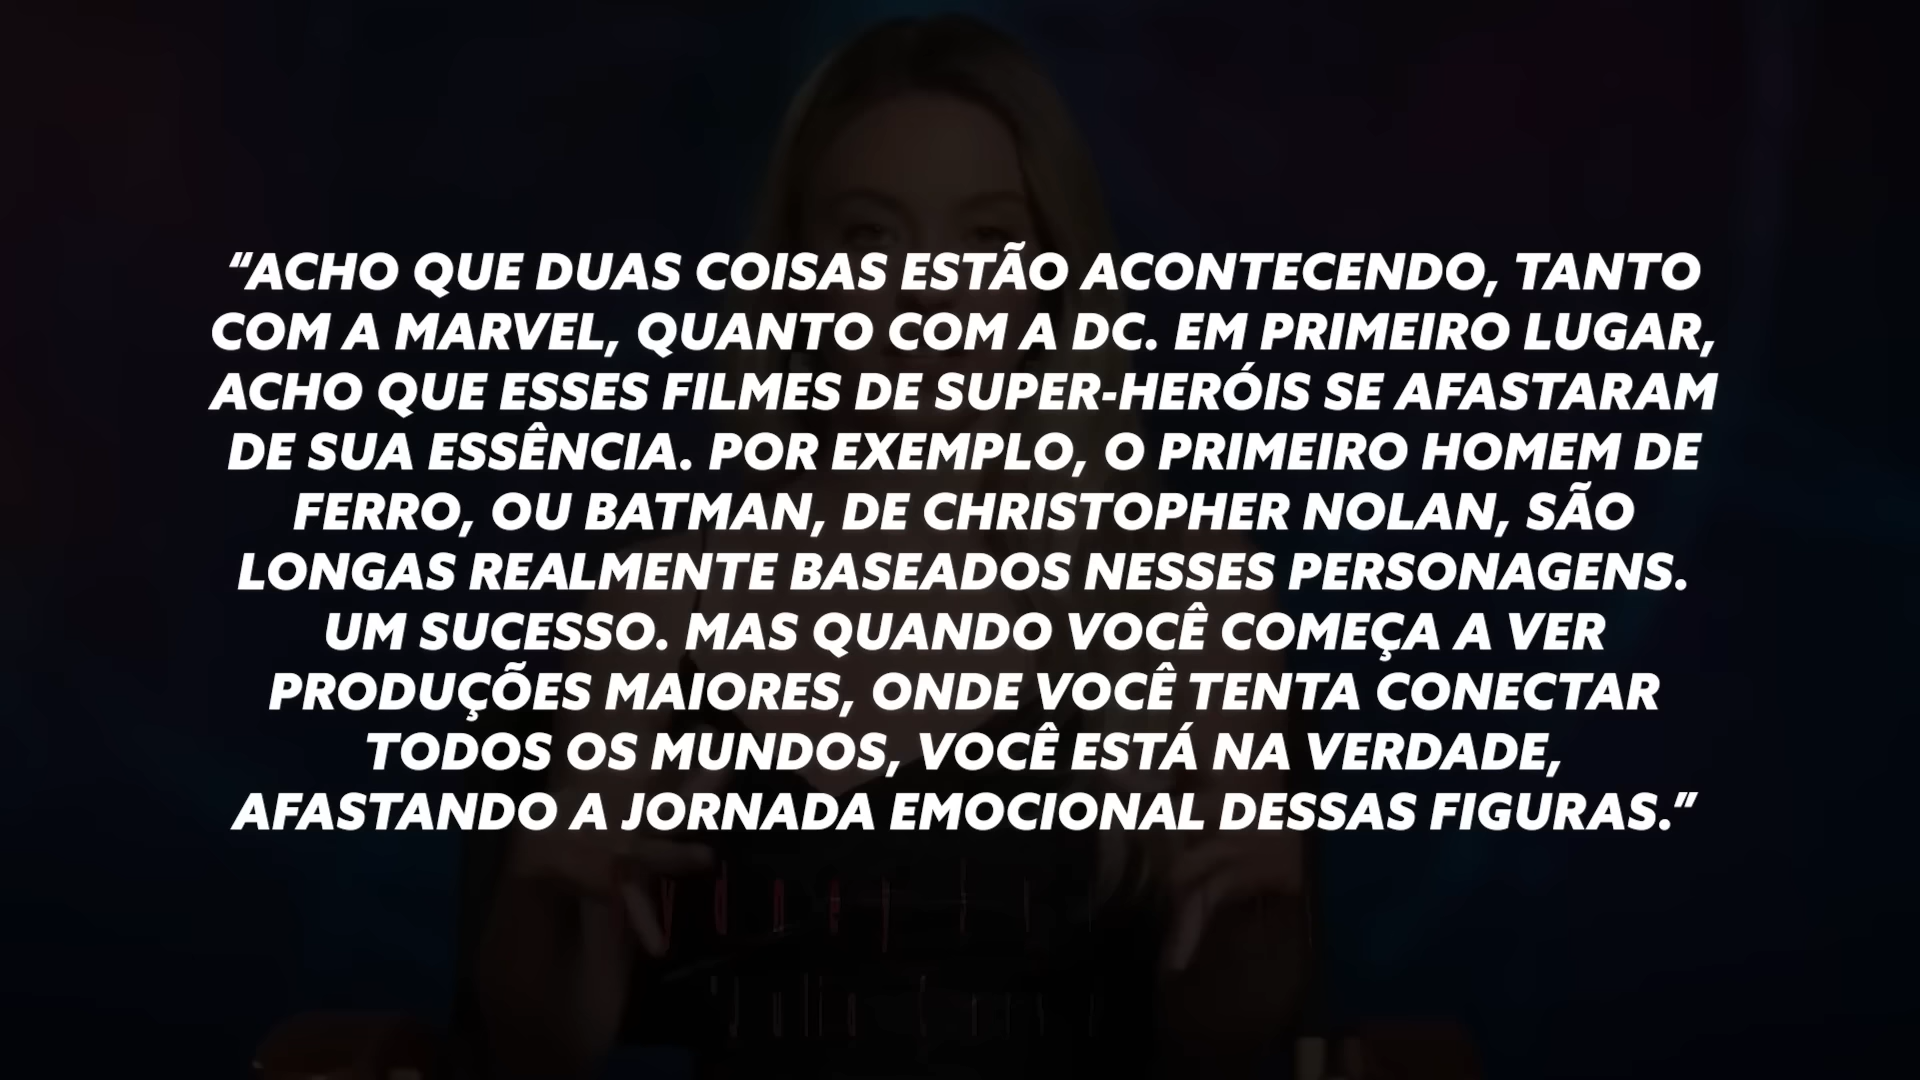 “ACHO QUE DUAS COISAS ESTÃO ACONTECENDO, TANTO
COM A MARVEL, QUANTO COM A DC. EM PRIMEIRO LUGAR,
ACHO QUE ESSES FILMES DE SUPER-HERÓIS SE AFASTARAM
DE SUA ESSÊNCIA. POR EXEMPLO, O PRIMEIRO HOMEM DE
FERRO, OU BATMAN, DE CHRISTOPHER NOLAN, SÃO
LONGAS REALMENTE BASEADOS NESSES PERSONAGENS.
UM SUCESSO. MAS QUANDO VOCÊ COMEÇA A VER
PRODUÇÕES MAIORES, ONDE VOCÊ TENTA CONECTAR
TODOS OS MUNDOS, VOCÊ ESTÁ NA VERDADE,
AFASTANDO A JORNADA EMOCIONAL DESSAS FIGURAS.”
Julia